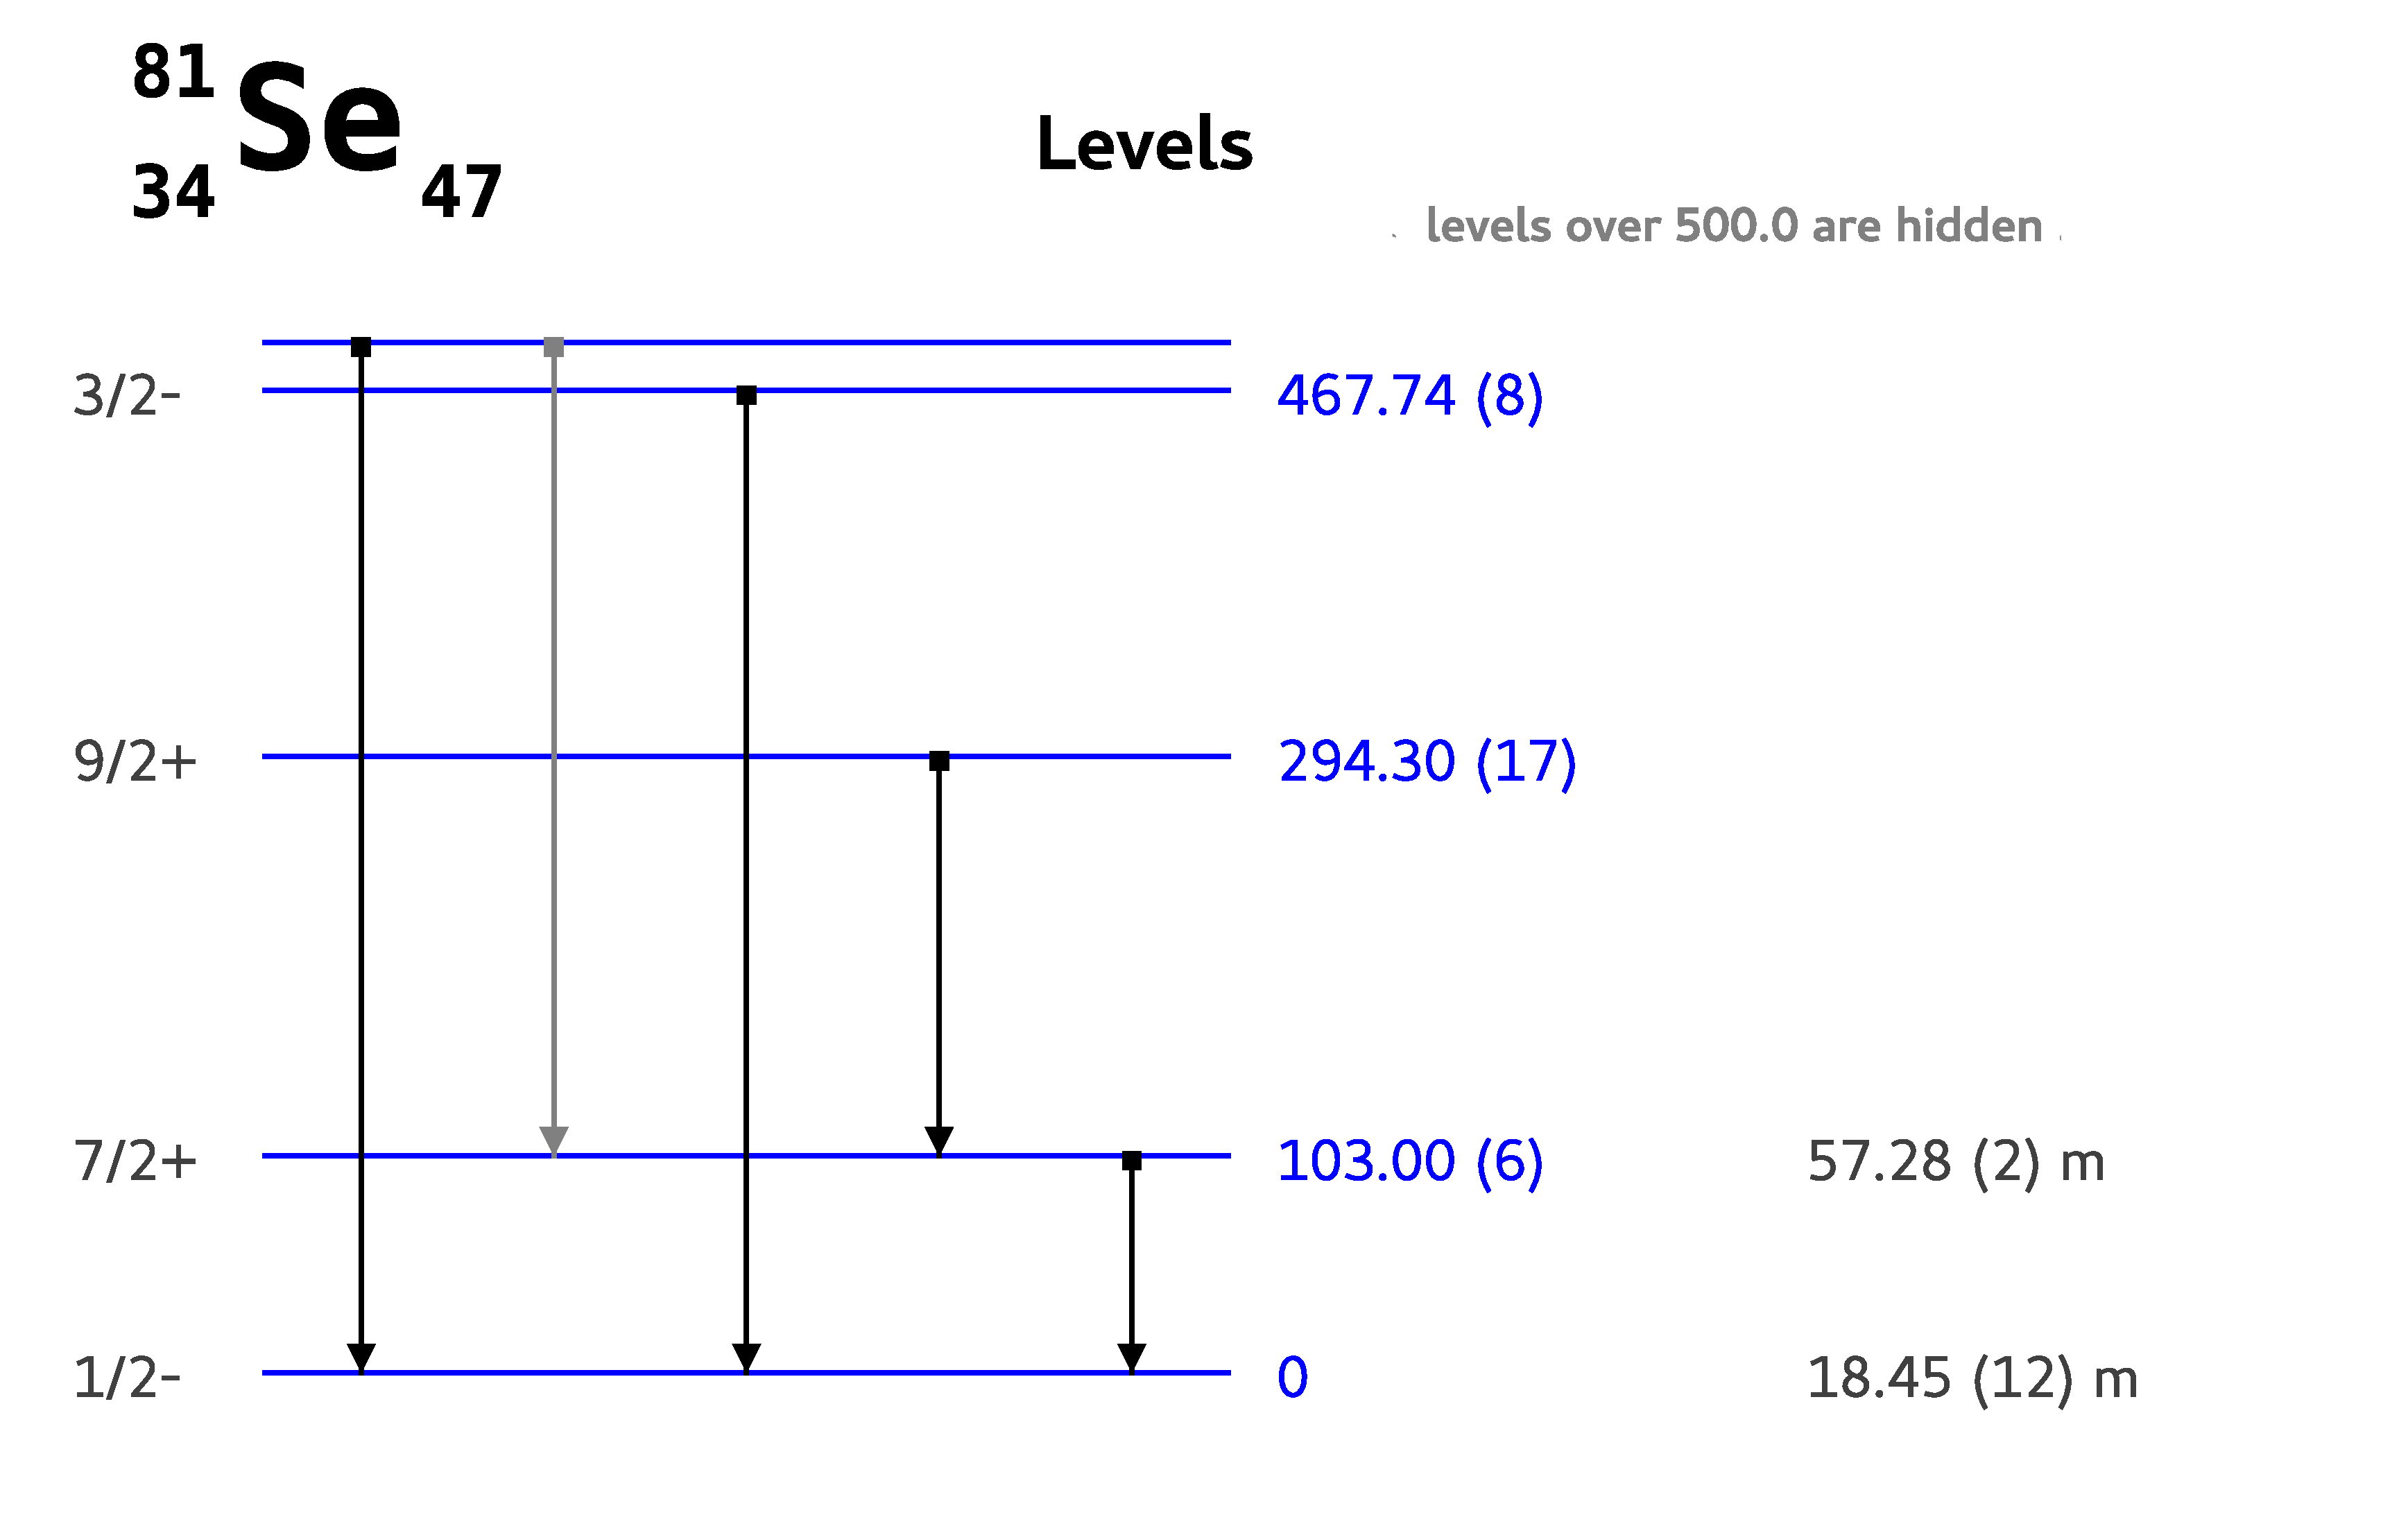 81
34 Se 47
Levels
levels over 500.0 are hidden
3/2- 467.74 (8)
9/2+ 294.30 (17)
7/2+ 103.00 (6) 57.28 (2) m
1/2- 0 18.45 (12) m